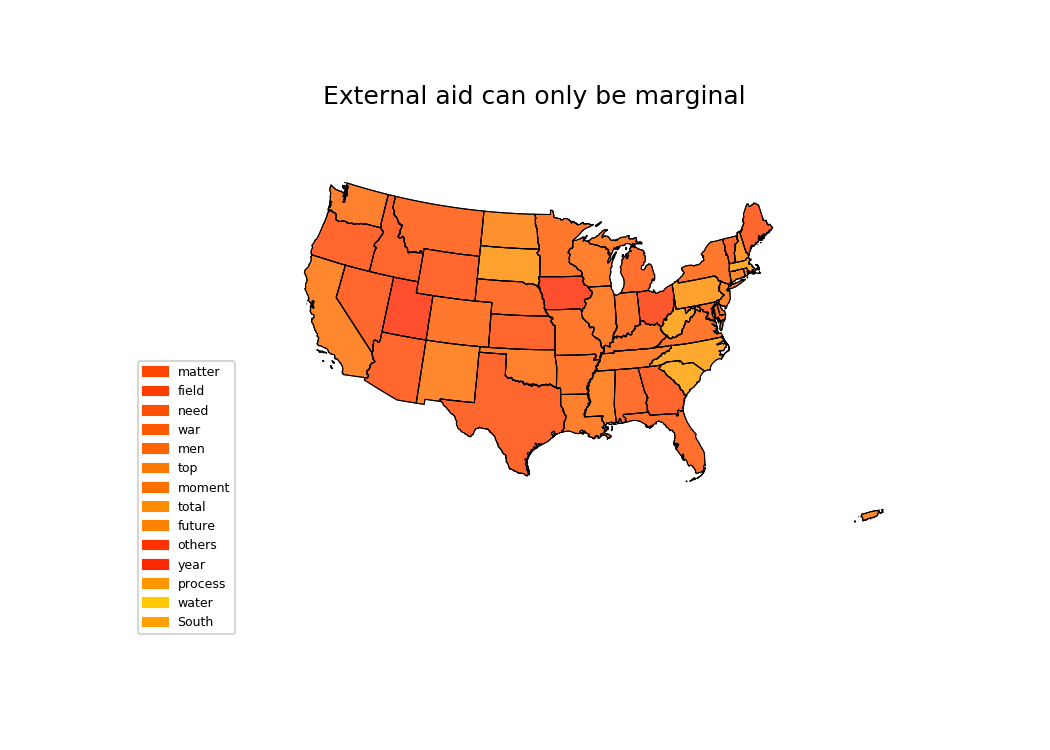 External aid can only be marginal
matter
field
need
war
men
top
moment
total
future
others
year
process
water
South